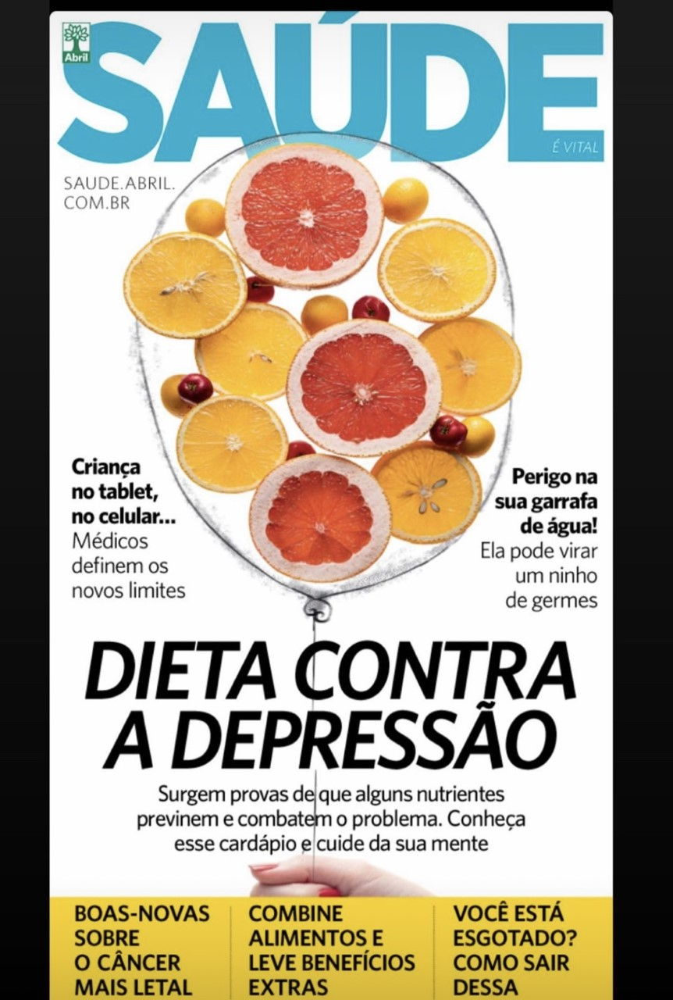 Abril
SAÚDE
É VITAL
SAUDE.ABRIL.
COM.BR
Criança
no tablet,
no celular...
Médicos
definem os
novos limites
Perigo na
sua garrafa
de água!
Ela pode virar
um ninho
de germes
DIETA CONTRA
A DEPRESSÃO
Surgem provas de que alguns nutrientes
previnem e combatem o problema. Conheça
esse cardápio e cuide da sua mente
BOAS-NOVAS
SOBRE
O CÂNCER
MAIS LETAL
COMBINE
ALIMENTOS E
LEVE BENEFÍCIOS
EXTRAS
VOCÊ ESTÁ
ESGOTADO?
COMO SAIR
DESSA